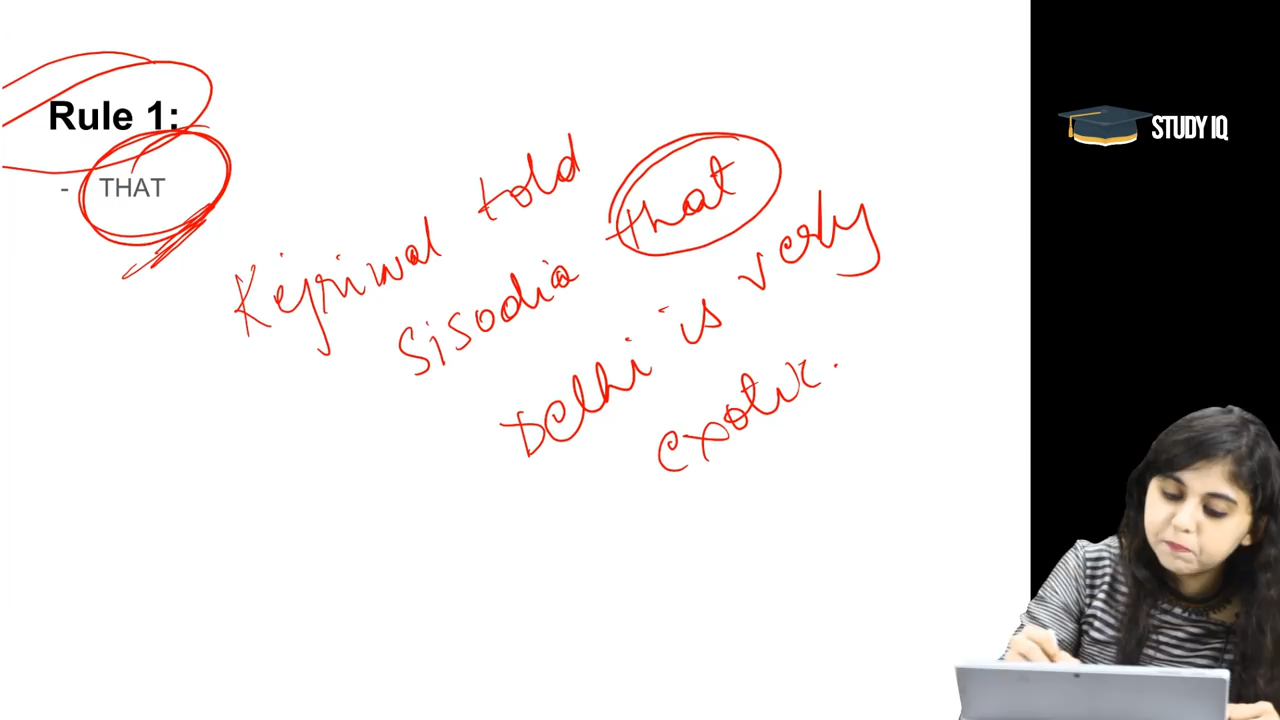 Rule 1:
- THAT
Kejriwal told
Sisodia that
Delhi is very
exotic.
STUDY IQ